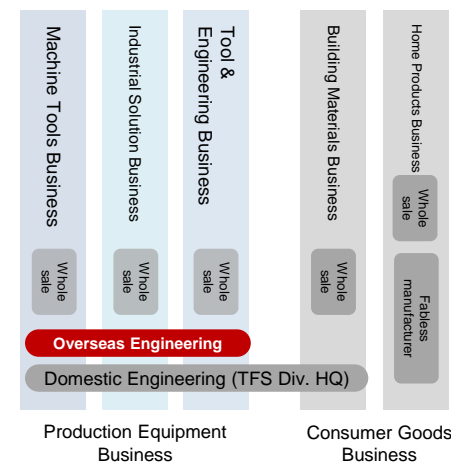 Machine Tools Business
Industrial Solution Business
Tool &
Engineering Business
Building Materials Business
Home Products Business
Whole
sale
Whole
sale
Whole
sale
Whole
sale
Whole
sale
Fabless
manufacturer
Overseas Engineering
Domestic Engineering (TFS Div. HQ)
Production Equipment
Business
Consumer Goods
Business